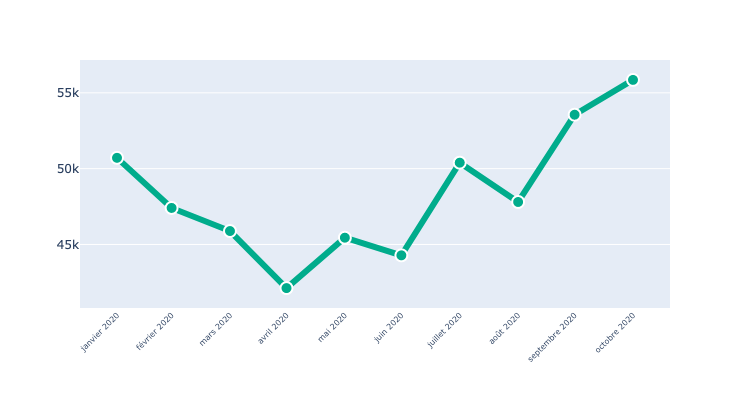 55k
50k
45k
janvier 2020
février 2020
mars 2020
avril 2020
mai 2020
juin 2020
juillet 2020
août 2020
septembre 2020
octobre 2020